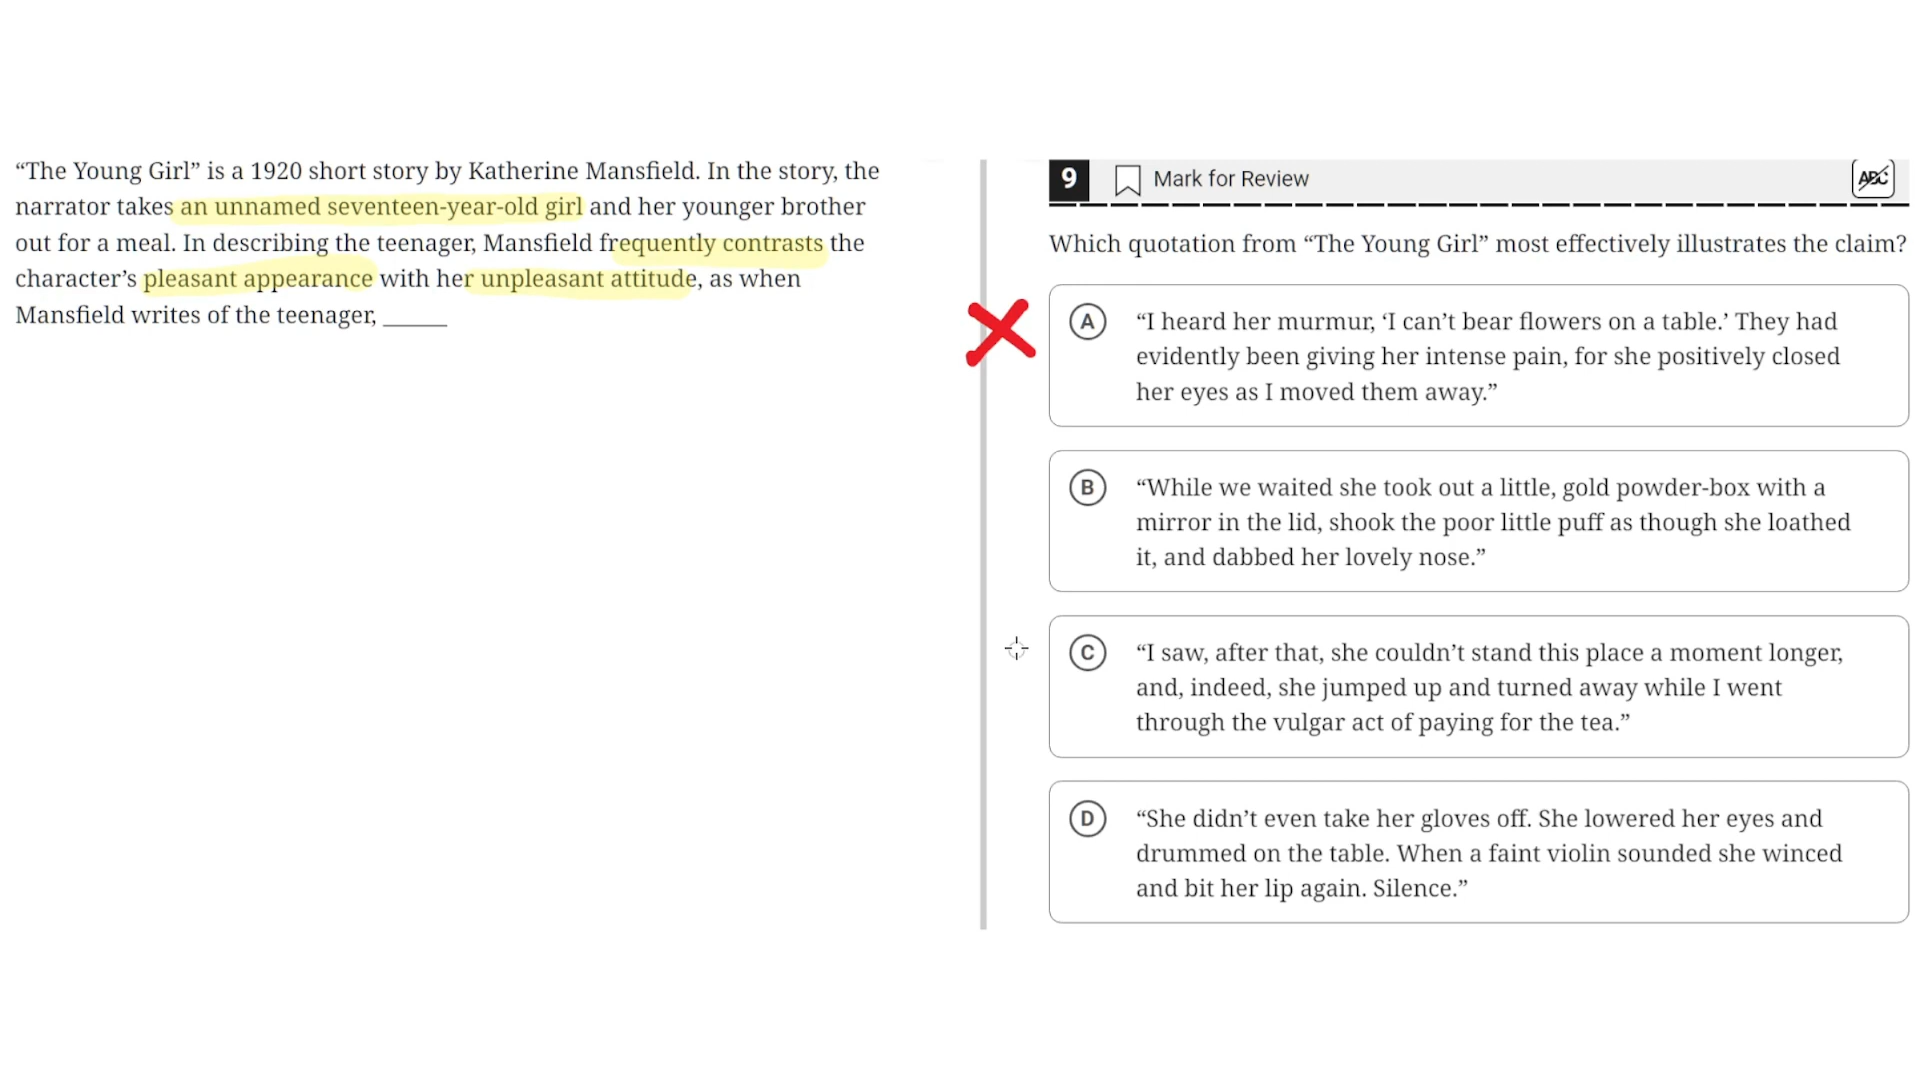 “The Young Girl” is a 1920 short story by Katherine Mansfield. In the story, the
narrator takes an unnamed seventeen-year-old girl and her younger brother
out for a meal. In describing the teenager, Mansfield frequently contrasts the
character’s pleasant appearance with her unpleasant attitude, as when
Mansfield writes of the teenager, ______
9 Mark for Review ABC
Which quotation from “The Young Girl” most effectively illustrates the claim?
A “I heard her murmur, ‘I can’t bear flowers on a table.’ They had
evidently been giving her intense pain, for she positively closed
her eyes as I moved them away.”
B “While we waited she took out a little, gold powder-box with a
mirror in the lid, shook the poor little puff as though she loathed
it, and dabbed her lovely nose.”
C “I saw, after that, she couldn’t stand this place a moment longer,
and, indeed, she jumped up and turned away while I went
through the vulgar act of paying for the tea.”
D “She didn’t even take her gloves off. She lowered her eyes and
drummed on the table. When a faint violin sounded she winced
and bit her lip again. Silence.”